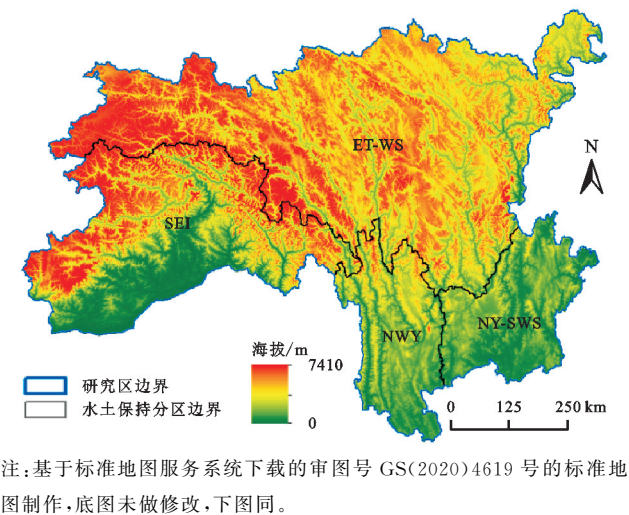 ET-WS
N
SEI
NWY
NY-SWS
海拔/m
7410
0
研究区边界
水土保持分区边界
0 125 250 km
注:基于标准地图服务系统下载的审图号 GS(2020)4619 号的标准地
图制作,底图未做修改,下图同。